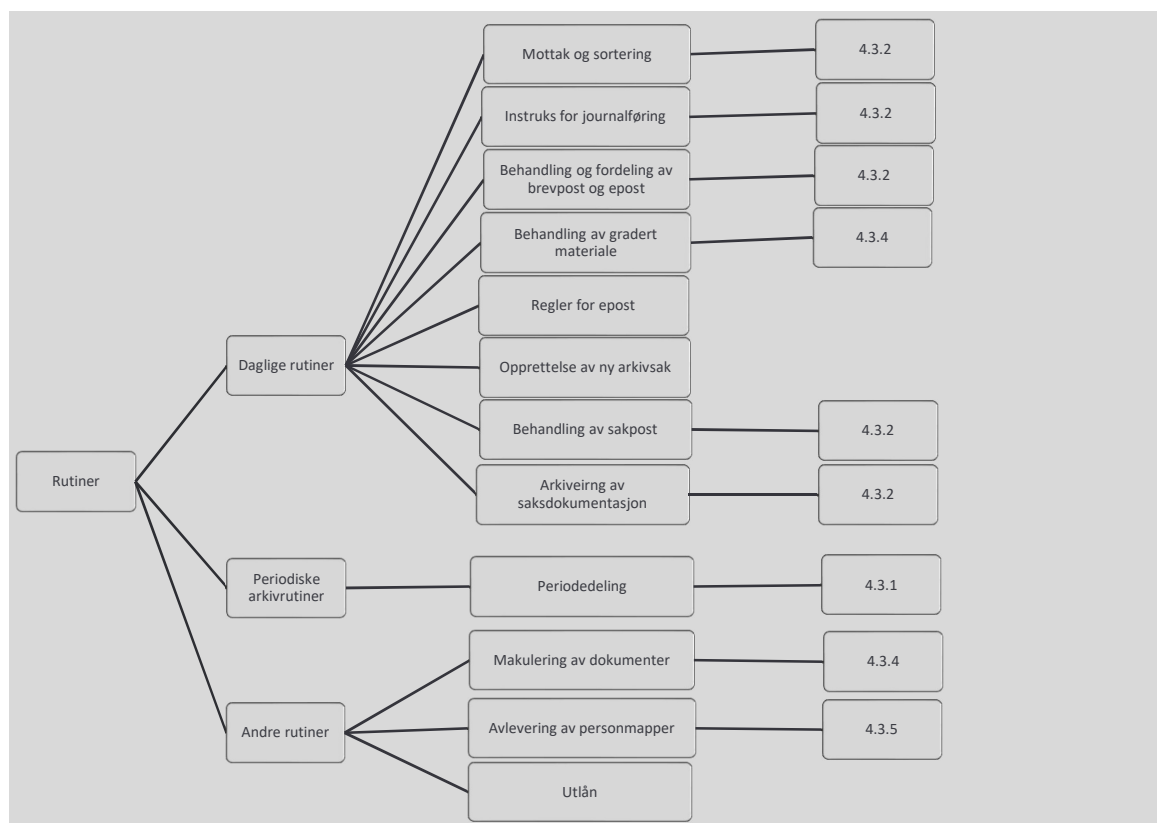 Mottak og sortering
4.3.2
Instruks for journalføring
4.3.2
Behandling og fordeling av
brevpost og epost
4.3.2
Behandling av gradert
materiale
4.3.4
Regler for epost
Daglige rutiner
Opprettelse av ny arkivsak
Behandling av sakpost
4.3.2
Rutiner
Arkiveirng av
saksdokumentasjon
4.3.2
Periodiske
arkivrutiner
Periodedeling
4.3.1
Makulering av dokumenter
4.3.4
Andre rutiner
Avlevering av personmapper
4.3.5
Utlån